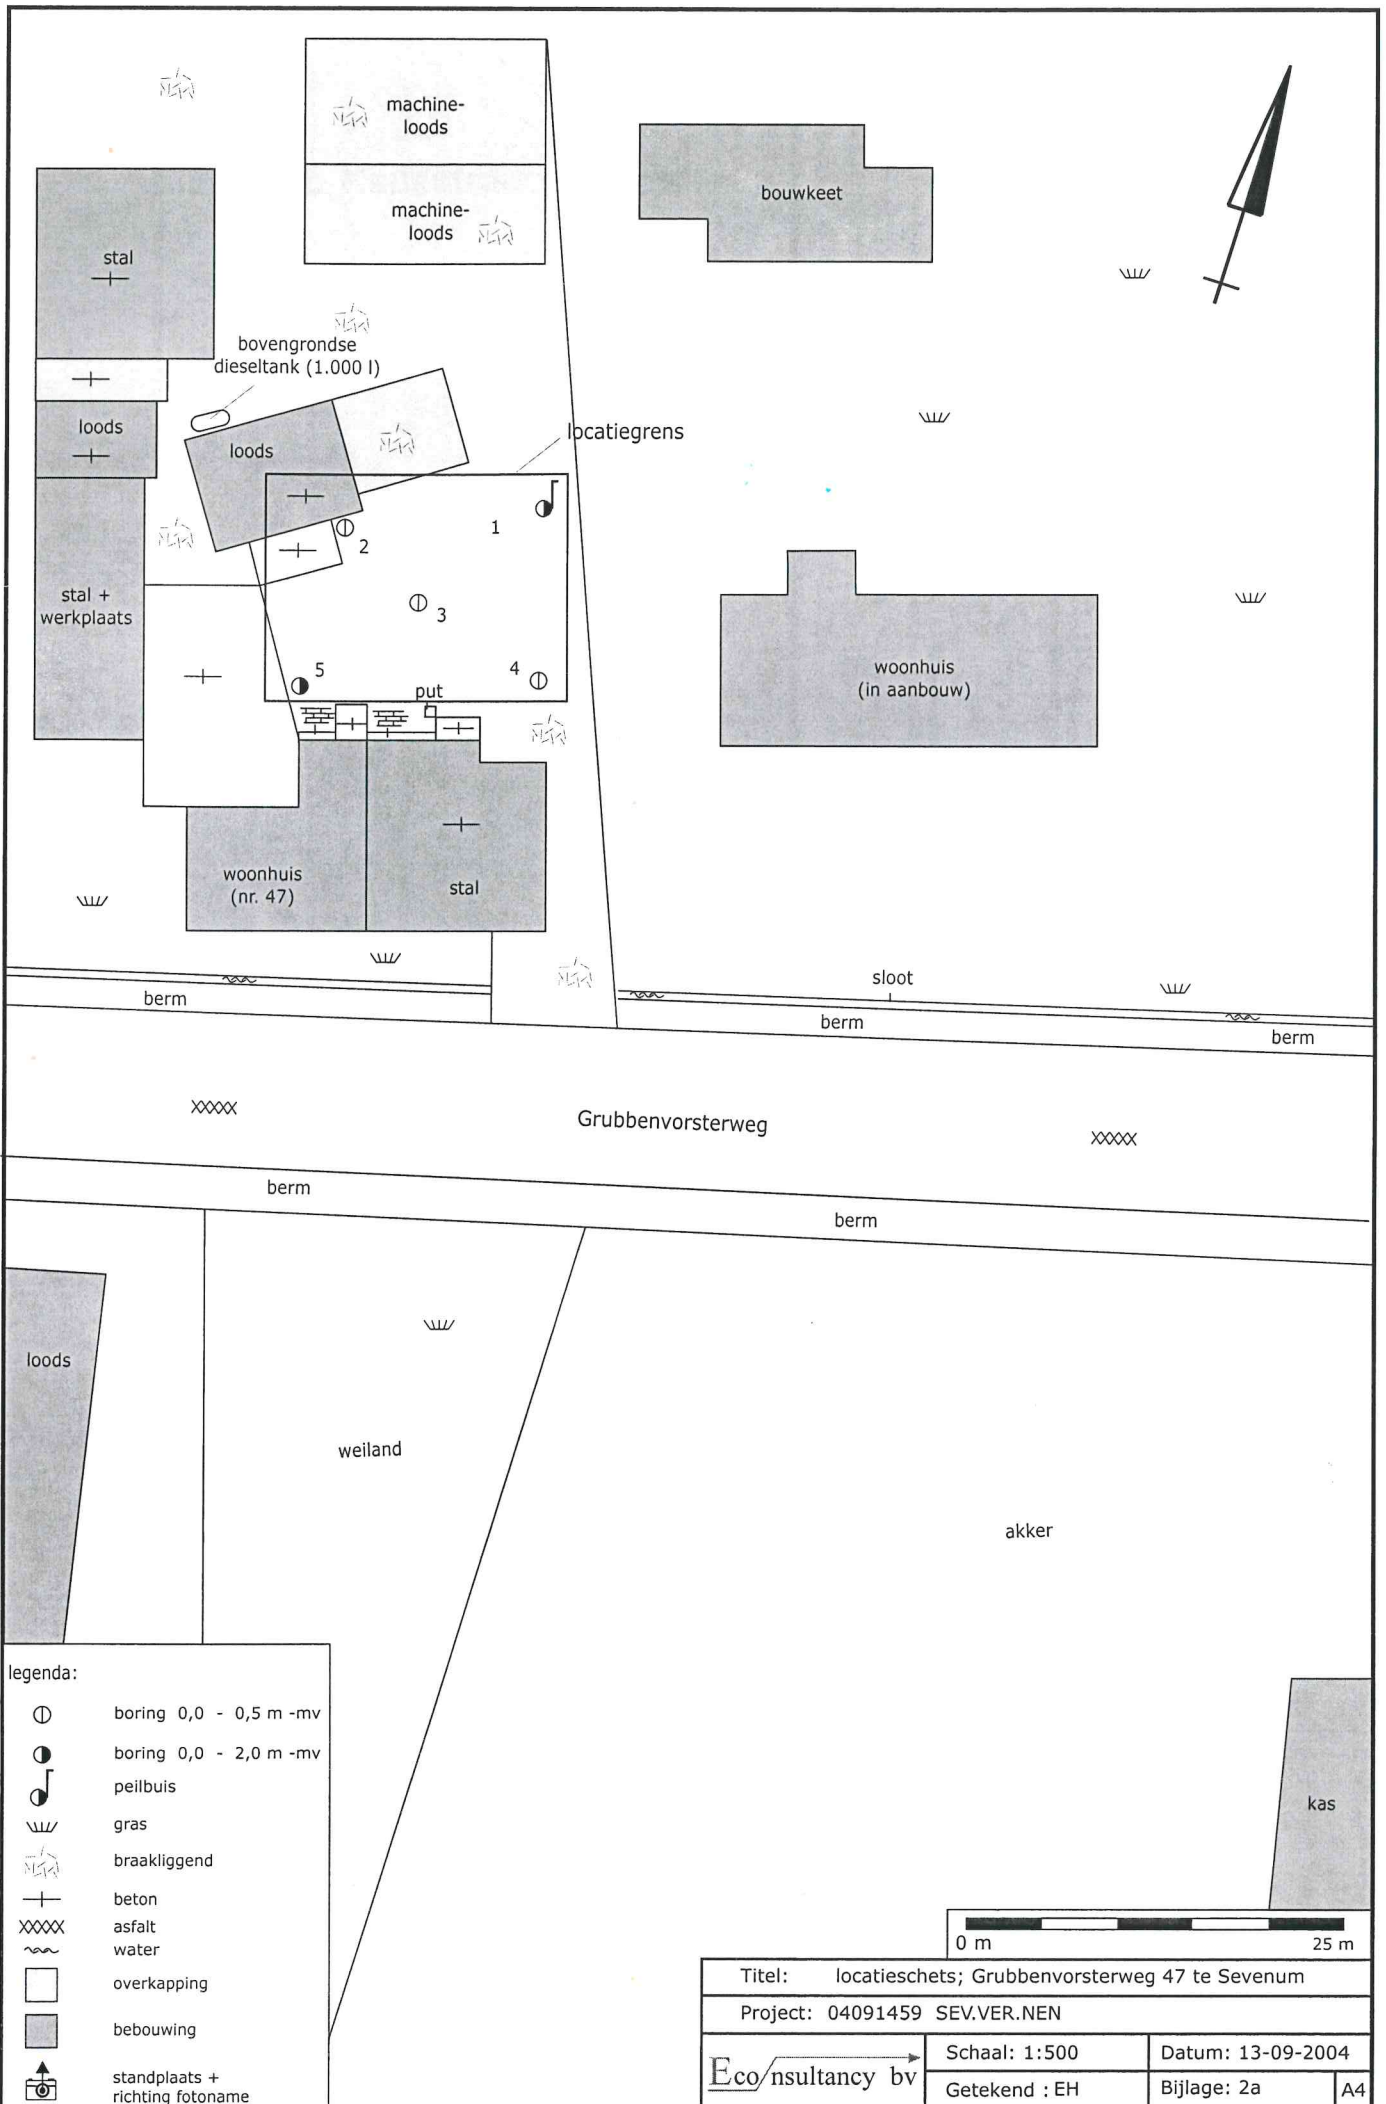 machine-
loods
bouwkeet
machine-
loods
stal
bovengrondse
dieseltank (1.000 l)
loods
loods
locatiegrens
1
2
3
stal +
werkplaats
4
5
put
woonhuis
(in aanbouw)
woonhuis
(nr. 47)
stal
sloot
berm
berm
berm
Grubbenvorsterweg
berm
berm
loods
weiland
akker
kas
legenda:
boring 0,0 - 0,5 m -mv
boring 0,0 - 2,0 m -mv
peilbuis
gras
braakliggend
beton
asfalt
water
overkapping
bebouwing
standplaats +
richting fotoname
0 m 25 m
Titel: locatieschets; Grubbenvorsterweg 47 te Sevenum
Project: 04091459 SEV.VER.NEN
Econsultancy bv
Schaal: 1:500
Datum: 13-09-2004
Getekend : EH
Bijlage: 2a
A4